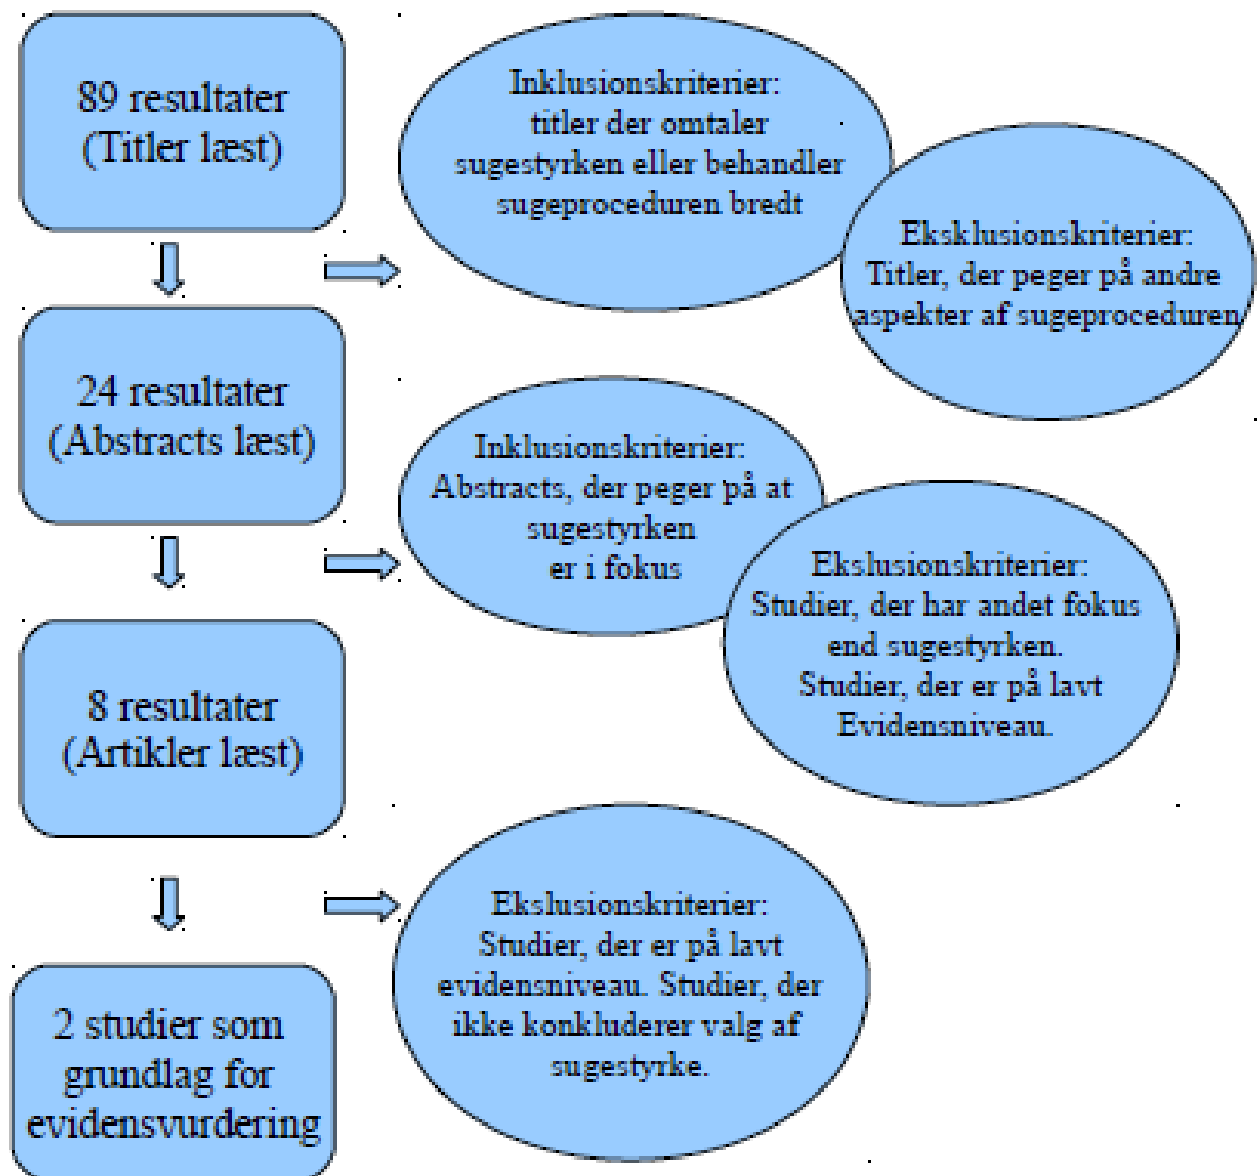 89 resultater
(Titler læst)
Inklusionskriterier:
titler der omtaler
sugestyrken eller behandler
sugeproceduren bredt
Eksklusionskriterier:
Titler, der peger på andre
aspekter af sugeproceduren
24 resultater
(Abstracts læst)
Inklusionskriterier:
Abstracts, der peger på at
sugestyrken
er i fokus
Ekslusionskriterier:
Studier, der har andet fokus
end sugestyrken.
Studier, der er på lavt
Evidensniveau.
8 resultater
(Artikler læst)
Ekslusionskriterier:
Studier, der er på lavt
evidensniveau. Studier, der
ikke konkluderer valg af
sugestyrke.
2 studier som
grundlag for
evidensvurdering